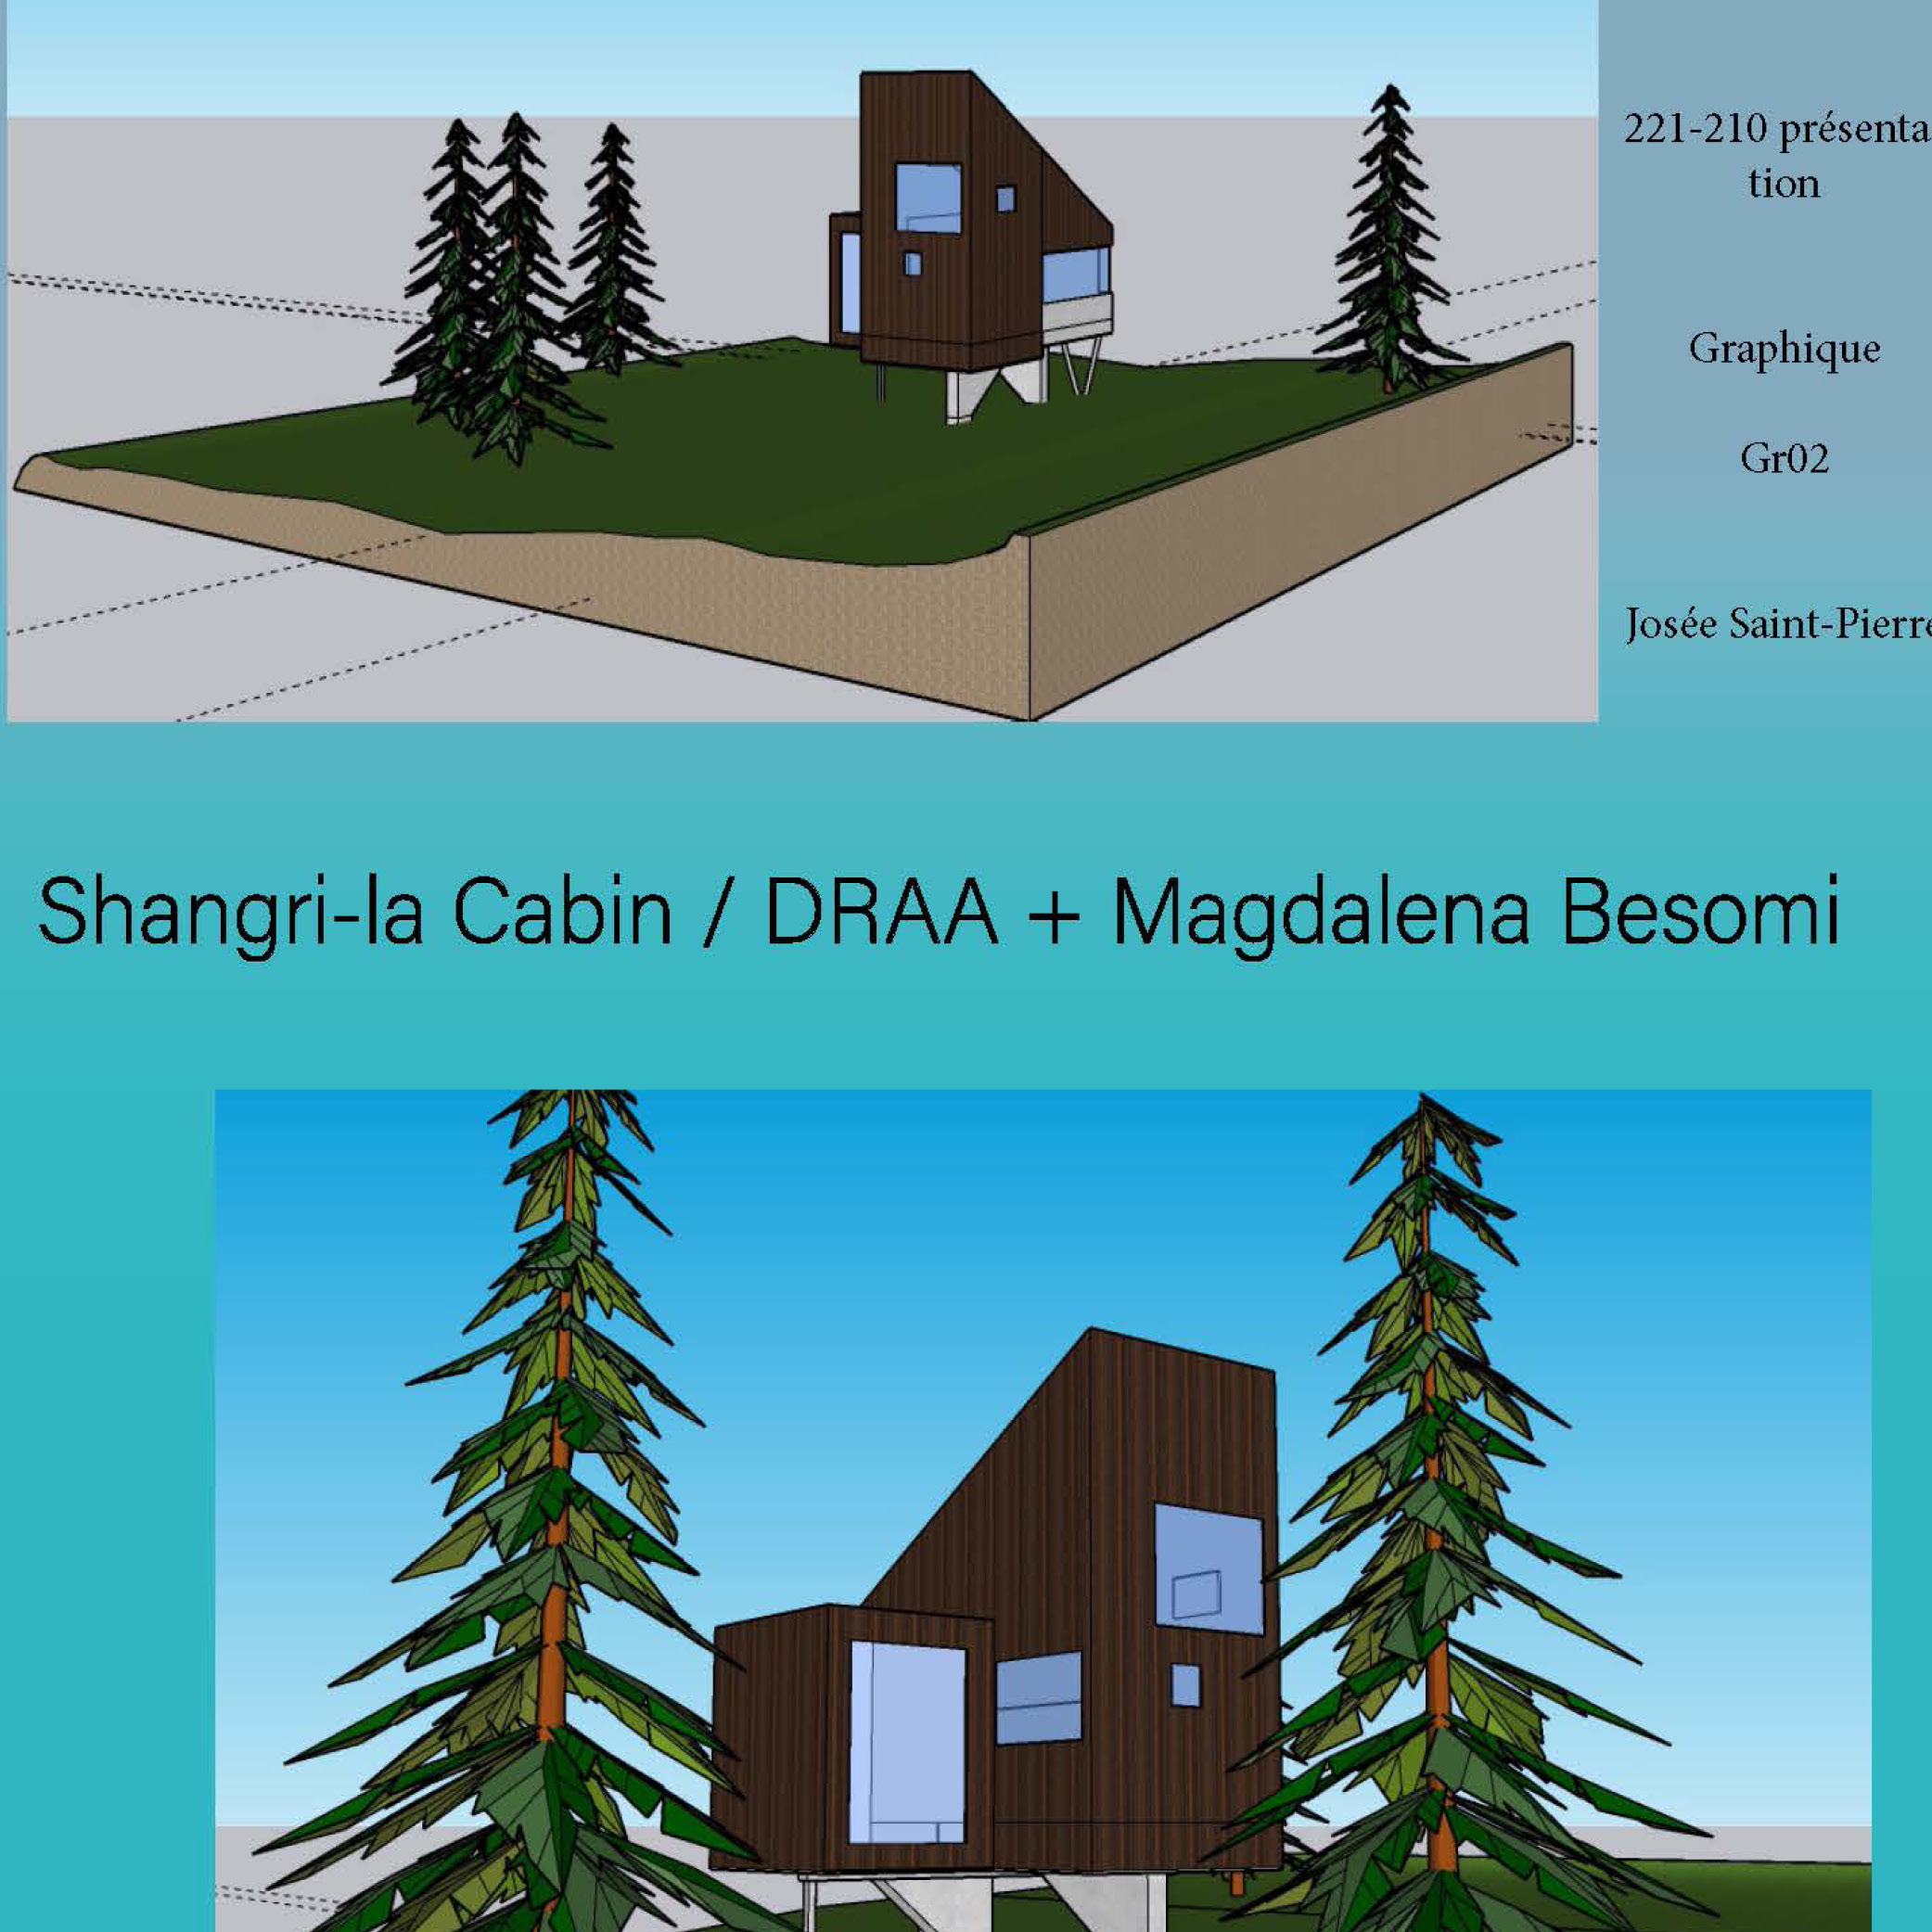 221-210 présenta
tion
Graphique
Gr02
Josée Saint-Pierre
Shangri-la Cabin / DRAA + Magdalena Besomi